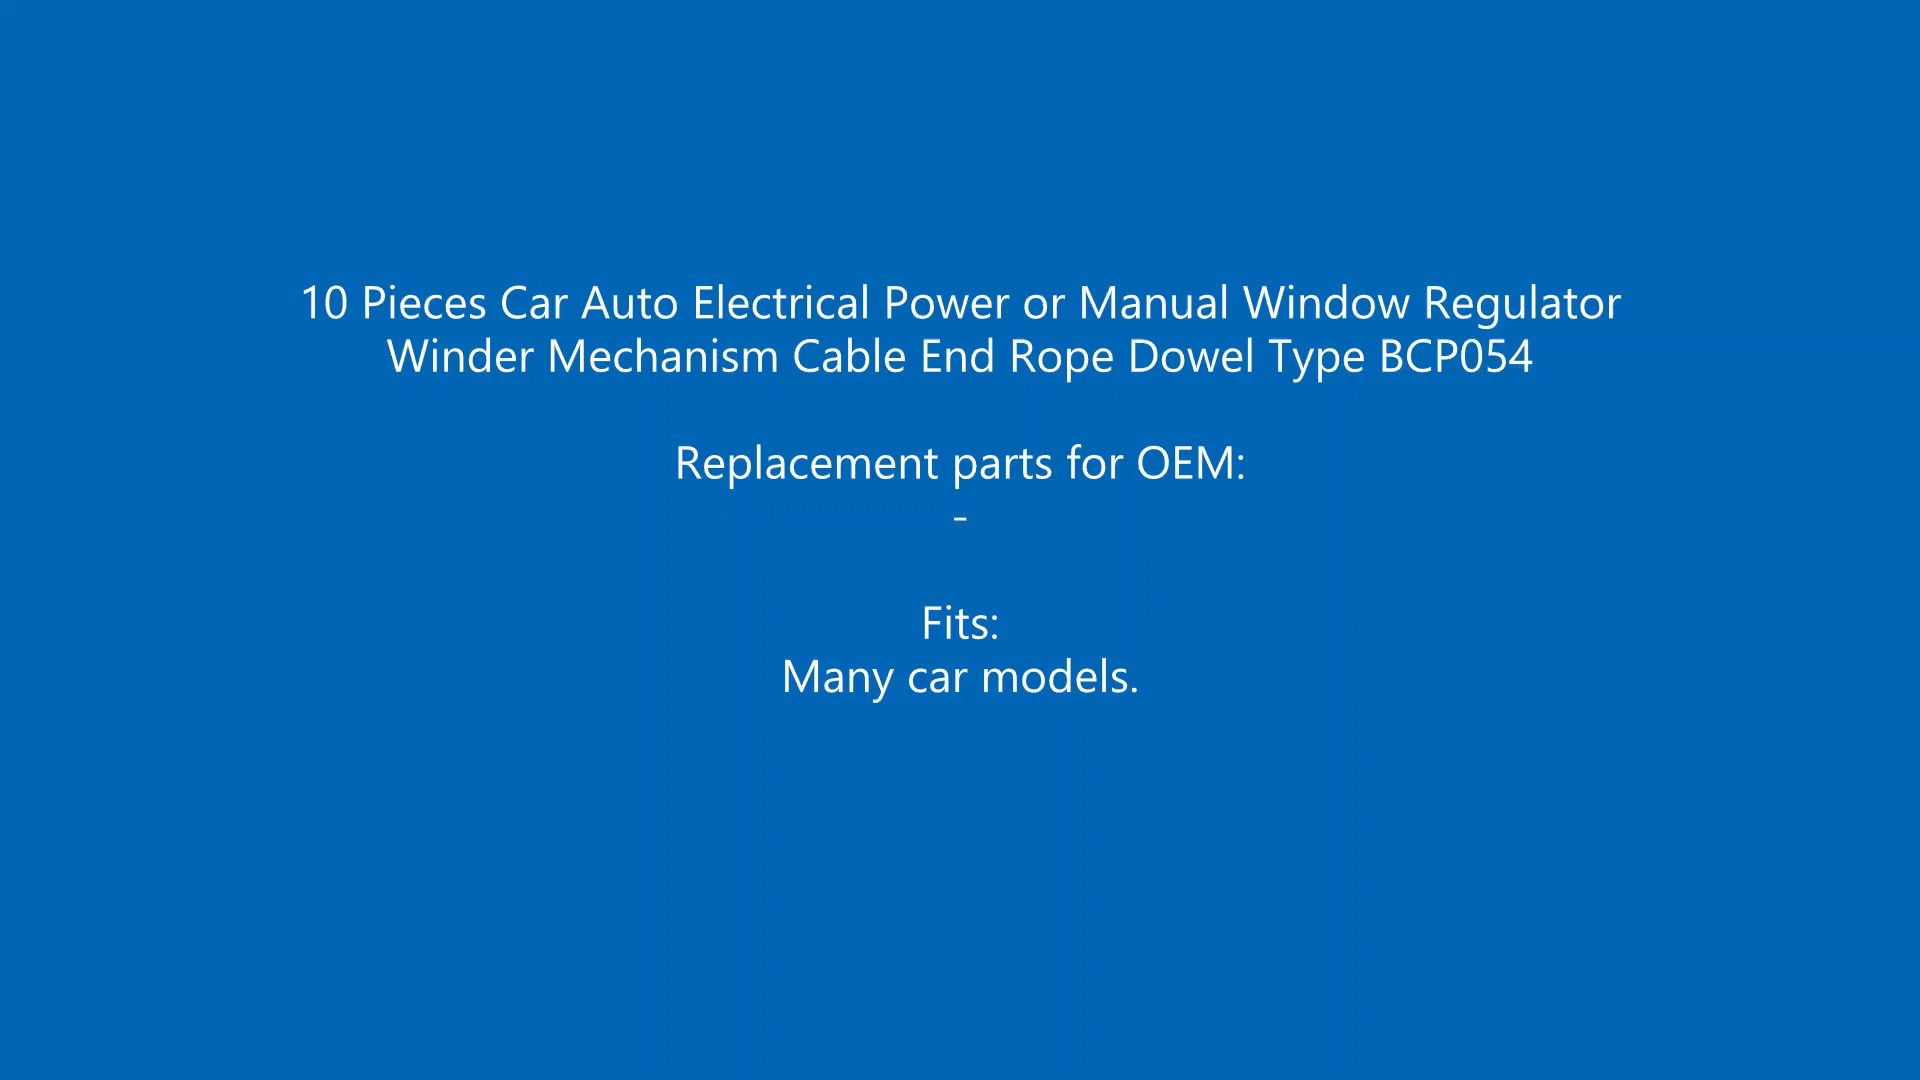 10 Pieces Car Auto Electrical Power or Manual Window Regulator
Winder Mechanism Cable End Rope Dowel Type BCP054
Replacement parts for OEM:
-
Fits:
Many car models.